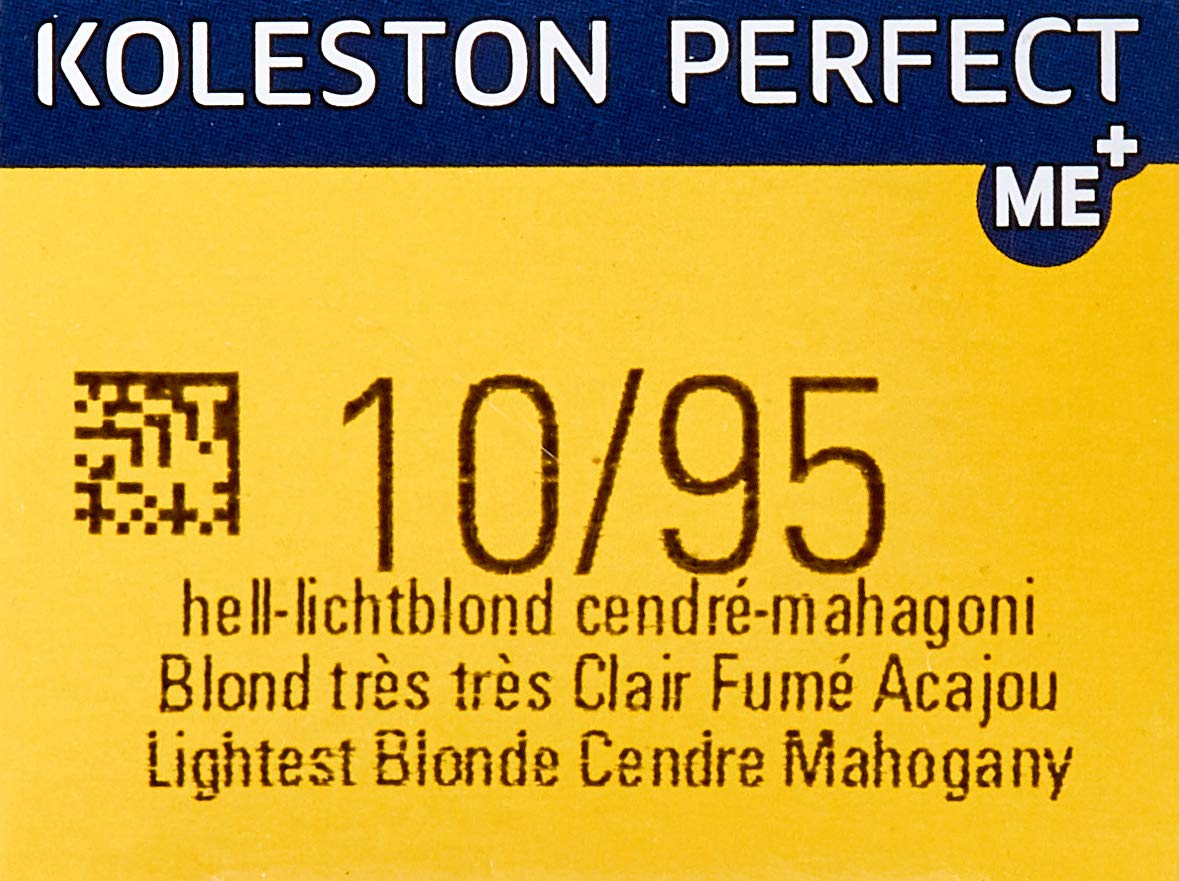 KOLESTON PERFECT
ME+
10/95
hell-lichtblond cendré-mahagoni
Blond très très Clair Fumé Acajou
Lightest Blonde Cendre Mahogany